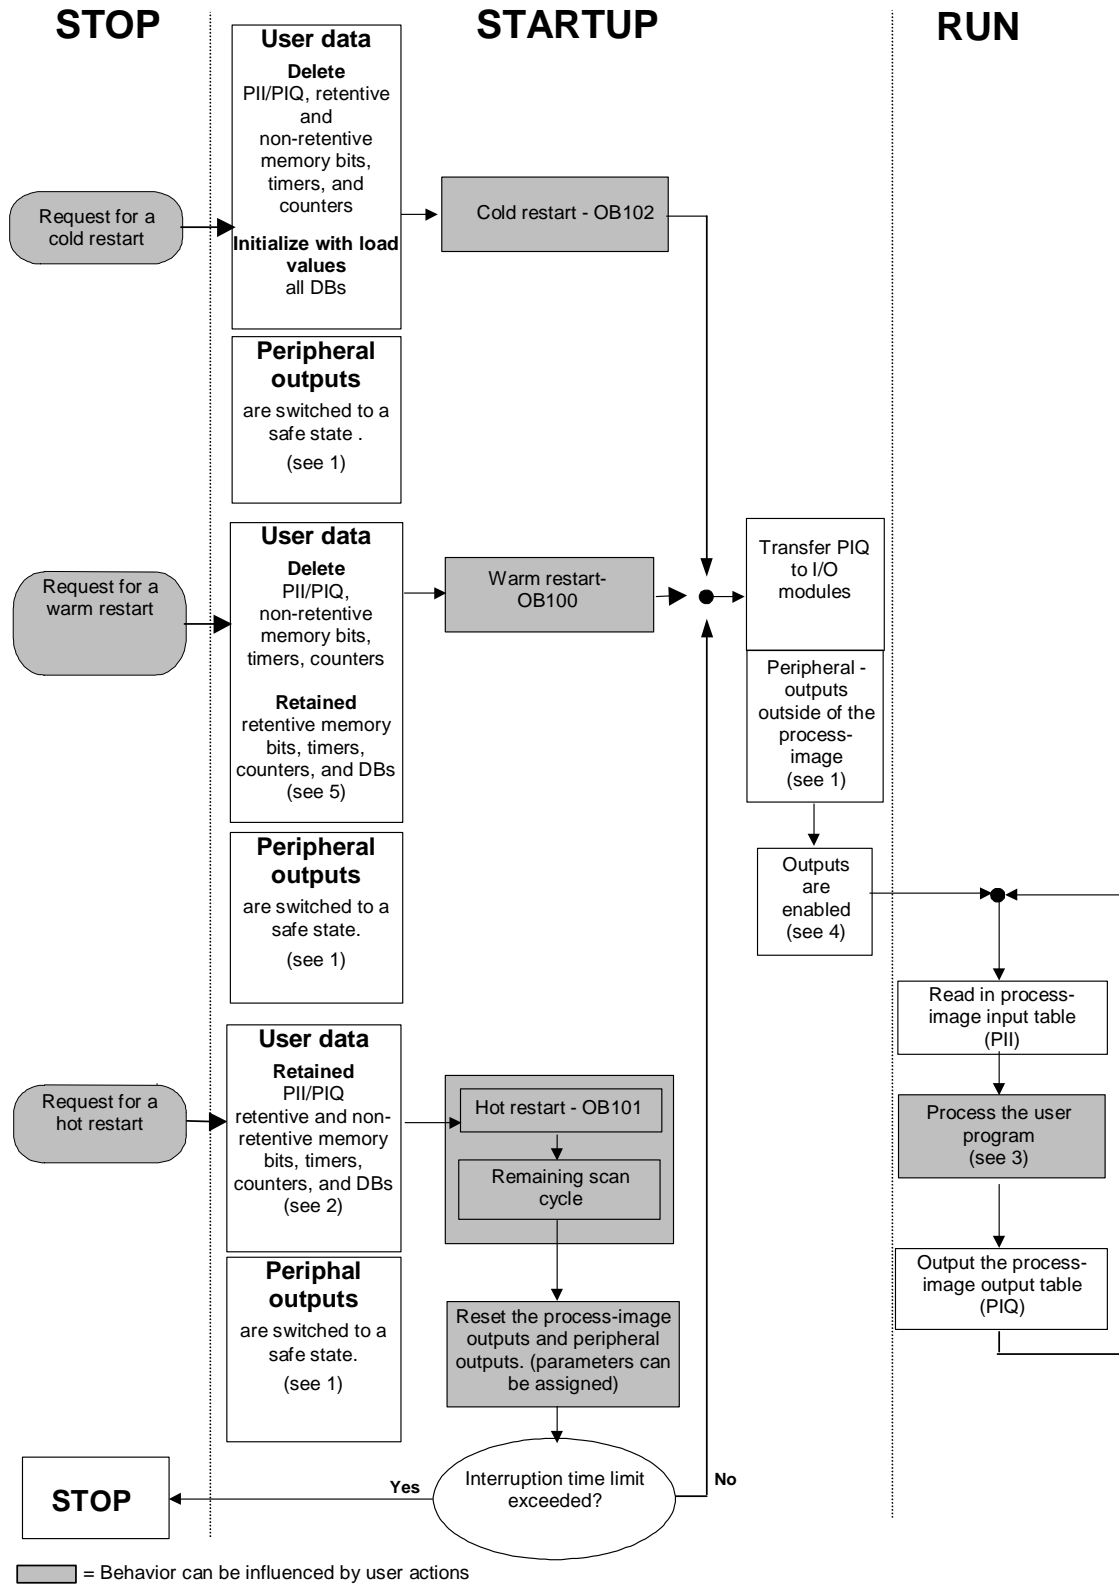 STOP
STARTUP
RUN
User data
Delete
PII/PIQ, retentive
and
non-retentive
memory bits,
timers, and
counters
Initialize with load
values
all DBs
Request for a
cold restart
Cold restart - OB102
Peripheral
outputs
are switched to a
safe state .
(see 1)
User data
Delete
PII/PIQ,
non-retentive
memory bits,
timers, counters
Retained
retentive memory
bits, timers,
counters, and DBs
(see 5)
Request for a
warm restart
Warm restart-
OB100
Transfer PIQ
to I/O
modules
Peripheral -
outputs
outside of the
process-
image
(see 1)
Peripheral
outputs
are switched to a
safe state.
(see 1)
Outputs
are
enabled
(see 4)
Read in process-
image input table
(PII)
User data
Retained
PII/PIQ
retentive and non-
retentive memory
bits, timers,
counters, and DBs
(see 2)
Request for a
hot restart
Hot restart - OB101
Remaining scan
cycle
Process the user
program
(see 3)
Output the process-
image output table
(PIQ)
Periphal
outputs
are switched to a
safe state.
(see 1)
Reset the process-image
outputs and peripheral
outputs. (parameters can
be assigned)
Interruption time limit
exceeded?
Yes
No
STOP
= Behavior can be influenced by user actions